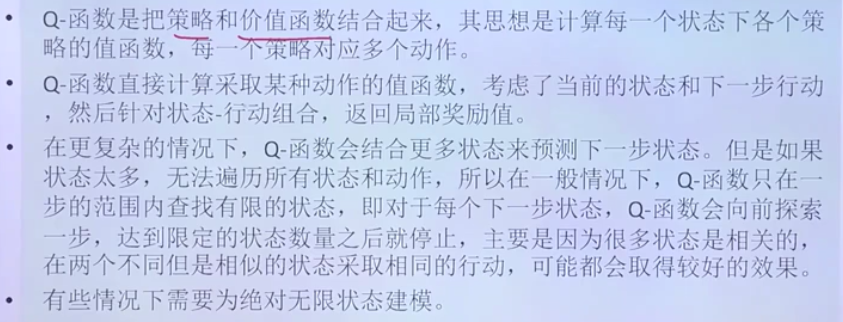 • Q-函数是把策略和价值函数结合起来，其思想是计算每一个状态下各个策
略的值函数，每一个策略对应多个动作。
• Q-函数直接计算采取某种动作的值函数，考虑了当前的状态和下一步行动
，然后针对状态-行动组合，返回局部奖励值。
• 在更复杂的情况下，Q-函数会结合更多状态来预测下一步状态。但是如果
状态太多，无法遍历所有状态和动作，所以在一般情况下，Q-函数只在一
步的范围内查找有限的状态，即对于每个下一步状态，Q-函数会向前探索
一步，达到限定的状态数量之后就停止，主要是因为很多状态是相关的，
在两个不同但是相似的状态采取相同的行动，可能都会取得较好的效果。
• 有些情况下需要为绝对无限状态建模。